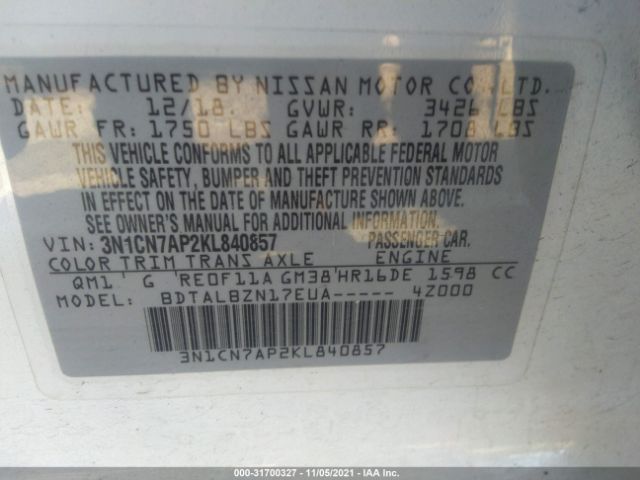 MANUFACTURED BY NISSAN MOTOR CO., LTD.
DATE: 12/18. GVWR: 3426 LBS
GAWR FR: 1750 LBS GAWR RR: 1708 LBS
THIS VEHICLE CONFORMS TO ALL APPLICABLE FEDERAL MOTOR
VEHICLE SAFETY, BUMPER AND THEFT PREVENTION STANDARDS
IN EFFECT ON THE DATE OF MANUFACTURE SHOWN ABOVE.
SEE OWNER'S MANUAL FOR ADDITIONAL INFORMATION.
VIN: 3N1CN7AP2KL840857 PASSENGER CAR.
COLOR TRIM TRANS AXLE ENGINE
QM1 ' G 'RE0F11A GM38'HR16DE 1598 CC
MODEL: BDTALBZN17EUA----- 4Z000
3N1CN7AP2KL840857
000-31700327 - 11/05/2021 - IAA Inc.